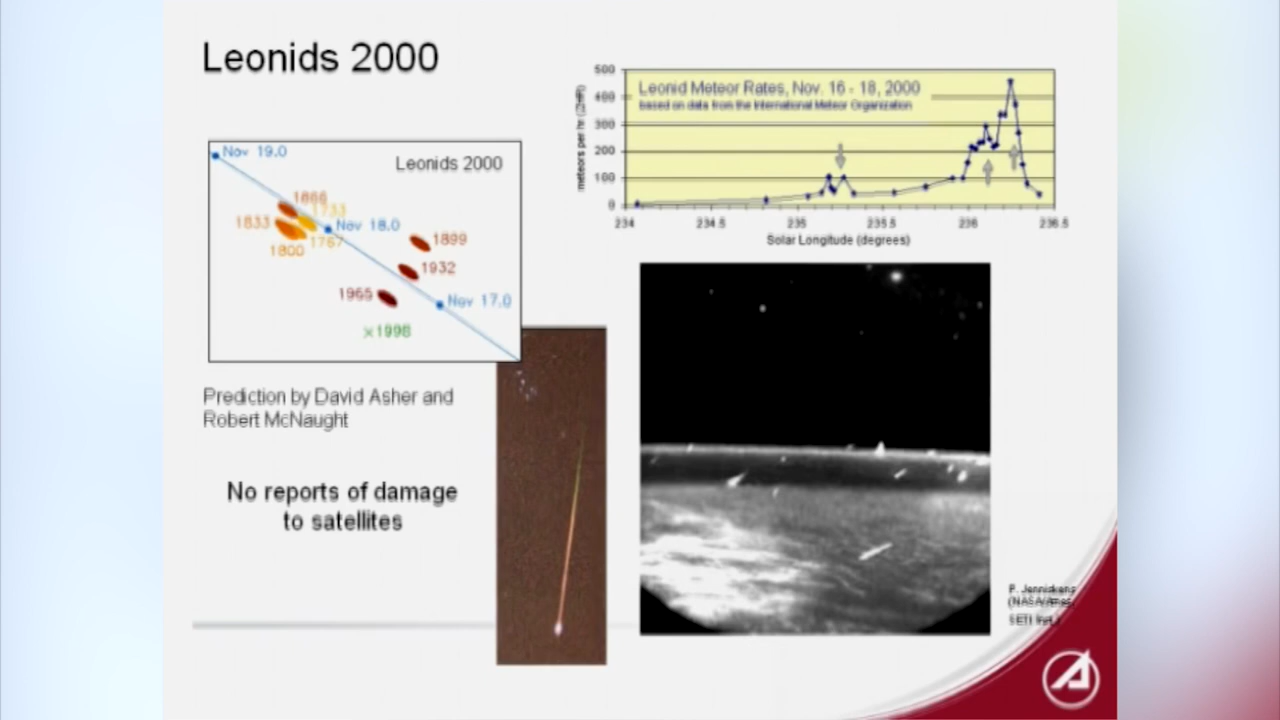 Leonids 2000
Leonid Meteor Rates, Nov. 16 - 18, 2000
based on data from the International Meteor Organization
meteors per hr (ZHR)
500
400
300
200
100
0
234
234.5
235
235.5
236
236.5
Solar Longitude (degrees)
Nov 19.0
Leonids 2000
1866
1733
1833
Nov 18.0
1767
1800
1899
1932
1965
Nov 17.0
×1998
Prediction by David Asher and
Robert McNaught
No reports of damage
to satellites
P. Jenniskens
(NASA/Ames,
SETI Inst.)